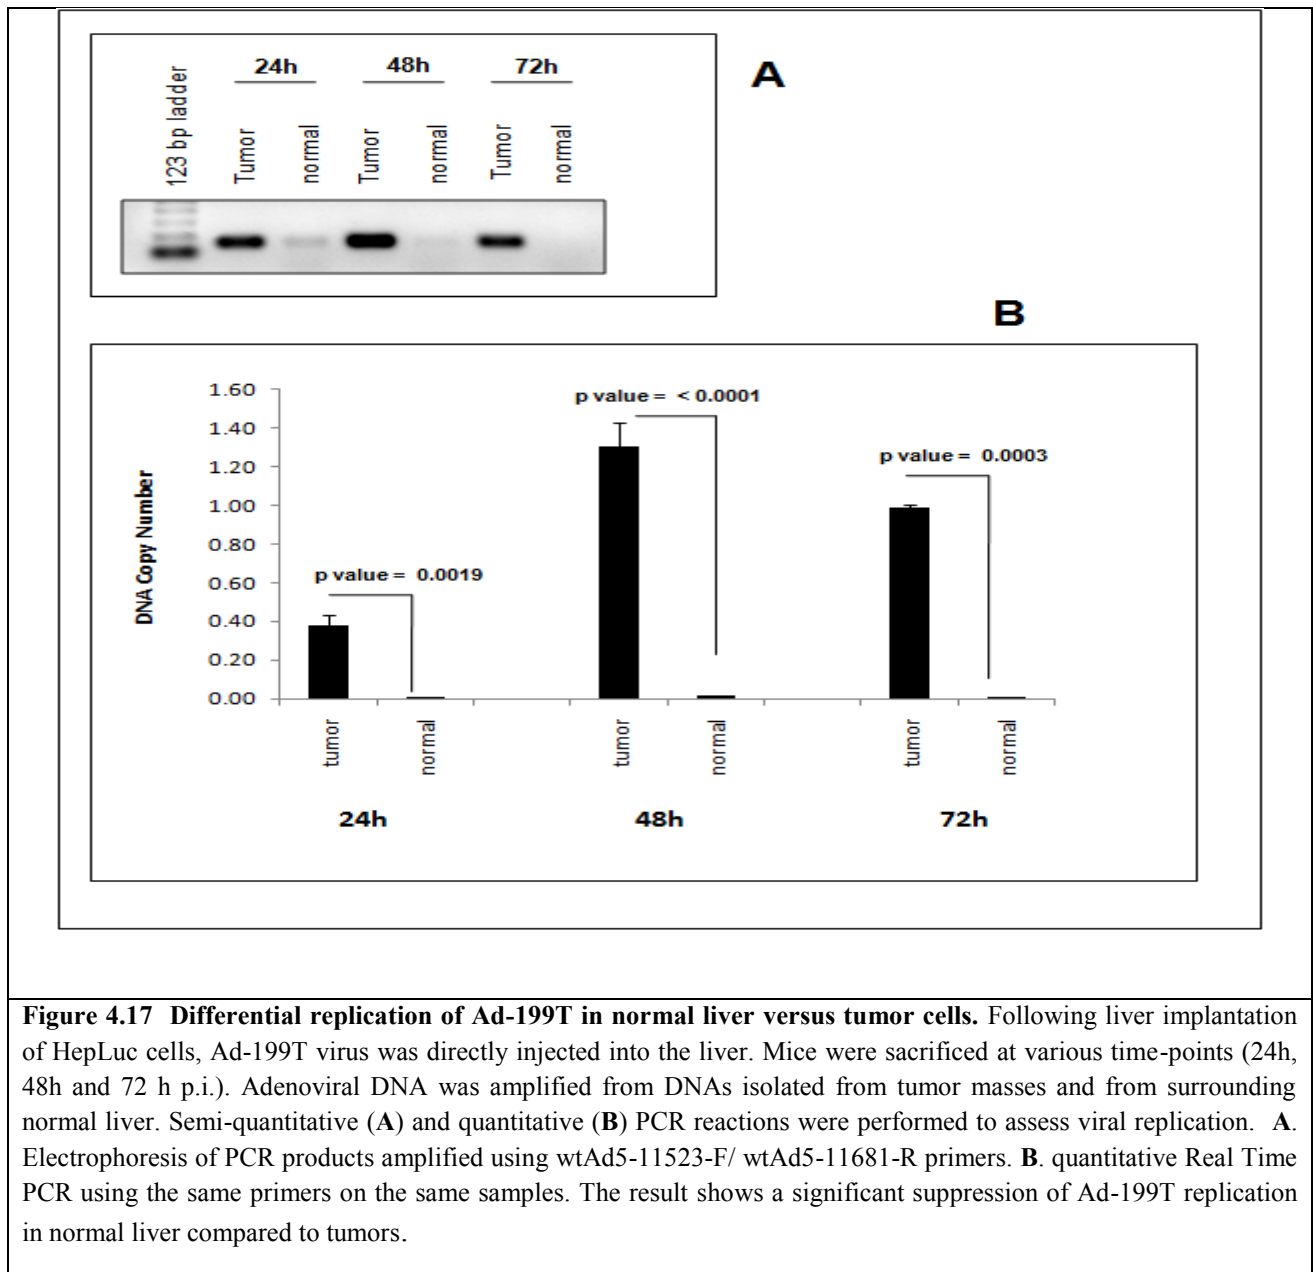 A
24h 48h 72h
123 bp ladder
Tumor
normal
Tumor
normal
Tumor
normal
B
DNA Copy Number
1.60
1.40
1.20
1.00
0.80
0.60
0.40
0.20
0.00
p value = 0.0019
p value = < 0.0001
p value = 0.0003
tumor
normal
tumor
normal
tumor
normal
24h 48h 72h
Figure 4.17 Differential replication of Ad-199T in normal liver versus tumor cells. Following liver implantation
of HepLuc cells, Ad-199T virus was directly injected into the liver. Mice were sacrificed at various time-points (24h,
48h and 72 h p.i.). Adenoviral DNA was amplified from DNAs isolated from tumor masses and from surrounding
normal liver. Semi-quantitative (A) and quantitative (B) PCR reactions were performed to assess viral replication. A.
Electrophoresis of PCR products amplified using wtAd5-11523-F/ wtAd5-11681-R primers. B. quantitative Real Time
PCR using the same primers on the same samples. The result shows a significant suppression of Ad-199T replication
in normal liver compared to tumors.